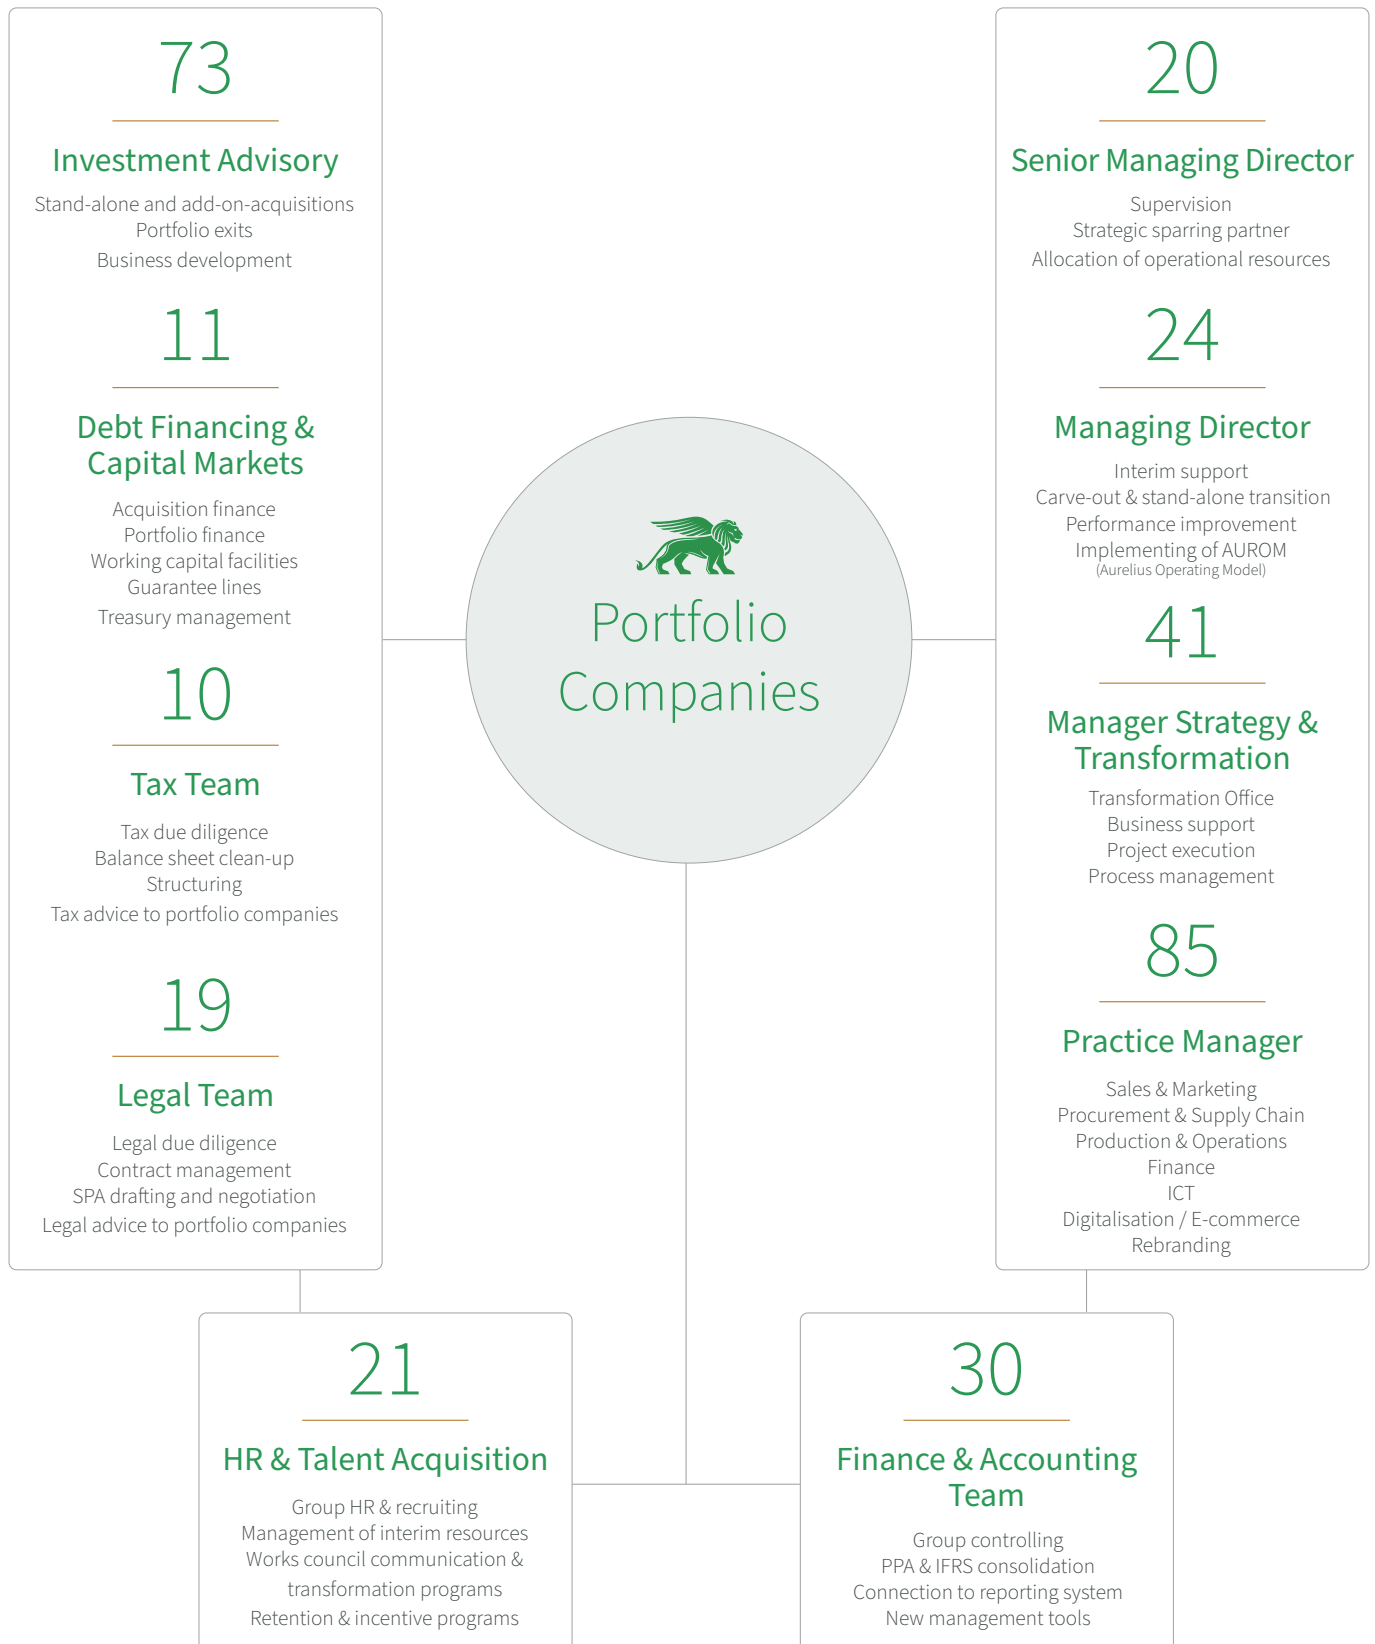 73
Investment Advisory
Stand-alone and add-on-acquisitions
Portfolio exits
Business development
11
Debt Financing &
Capital Markets
Acquisition finance
Portfolio finance
Working capital facilities
Guarantee lines
Treasury management
10
Tax Team
Tax due diligence
Balance sheet clean-up
Structuring
Tax advice to portfolio companies
19
Legal Team
Legal due diligence
Contract management
SPA drafting and negotiation
Legal advice to portfolio companies
Portfolio
Companies
20
Senior Managing Director
Supervision
Strategic sparring partner
Allocation of operational resources
24
Managing Director
Interim support
Carve-out & stand-alone transition
Performance improvement
Implementing of AUROM
(Aurelius Operating Model)
41
Manager Strategy &
Transformation
Transformation Office
Business support
Project execution
Process management
85
Practice Manager
Sales & Marketing
Procurement & Supply Chain
Production & Operations
Finance
ICT
Digitalisation / E-commerce
Rebranding
21
HR & Talent Acquisition
Group HR & recruiting
Management of interim resources
Works council communication &
transformation programs
Retention & incentive programs
30
Finance & Accounting
Team
Group controlling
PPA & IFRS consolidation
Connection to reporting system
New management tools